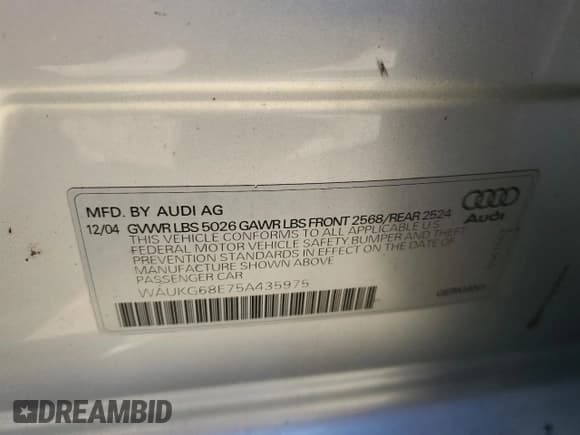 MFD. BY AUDI AG
12/04 GVWR LBS 5026 GAWR LBS FRONT 2568/REAR 2524
THIS VEHICLE CONFORMS TO ALL APPLICABLE U.S.
FEDERAL MOTOR VEHICLE SAFETY BUMPER AND THEFT
PREVENTION STANDARDS IN EFFECT ON THE DATE OF
MANUFACTURE SHOWN ABOVE
PASSENGER CAR
WAUKC68E75A435975
Audi
GERMANY
DREAMBID